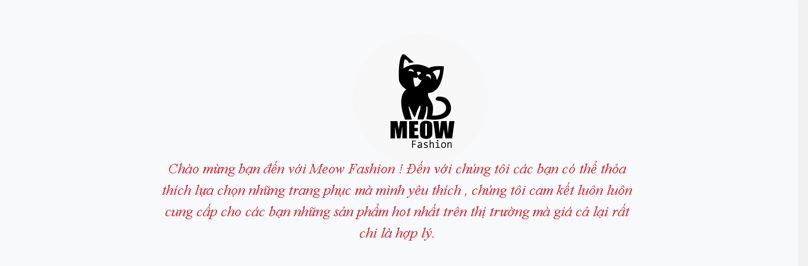 MEOW
Fashion
Chào mừng bạn đến với Meow Fashion ! Đến với chúng tôi các bạn có thể thỏa
thích lựa chọn những trang phục mà mình yêu thích , chúng tôi cam kết luôn luôn
cung cấp cho các bạn những sản phẩm hot nhất trên thị trường mà giá cả lại rất
chi là hợp lý.